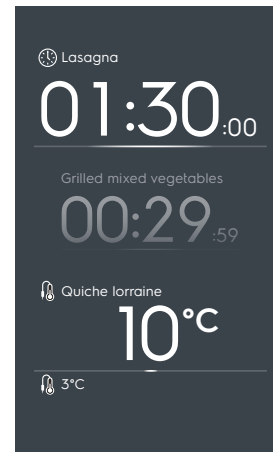 Lasagna
01:30:00
Grilled mixed vegetables
00:29:59
Quiche lorraine
10°C
3°C